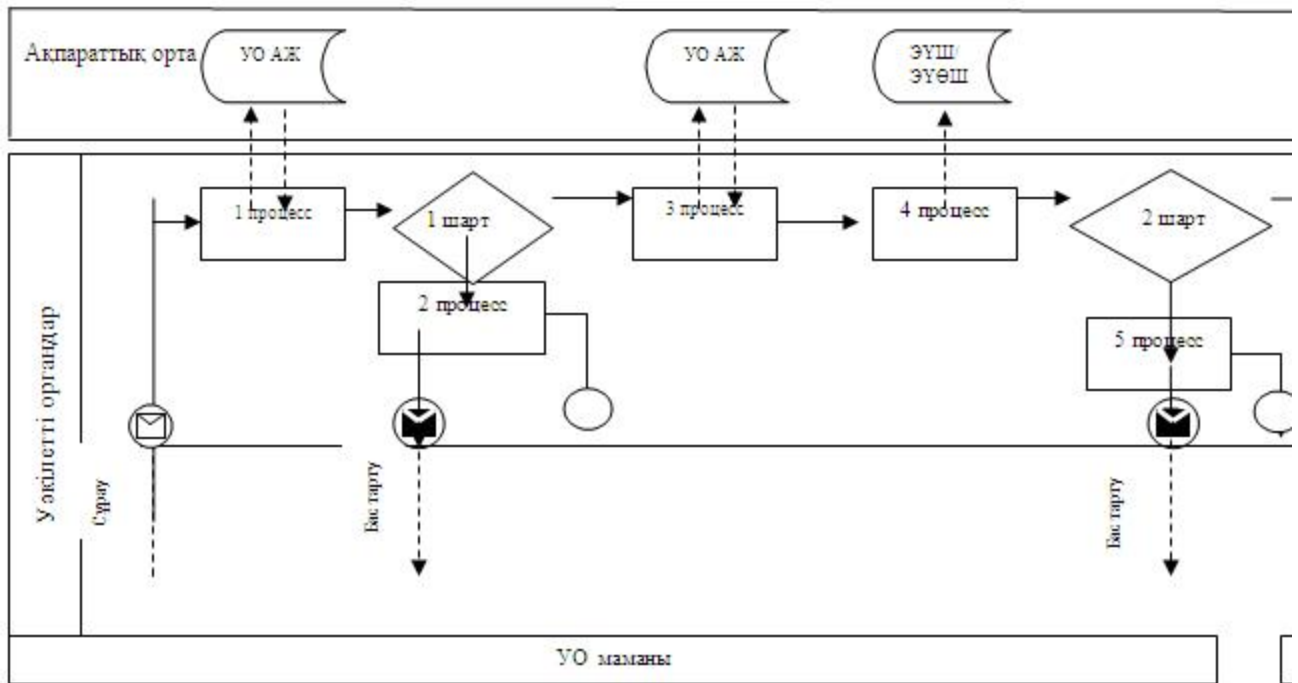 Ақпараттық орта
УО АЖ
УО АЖ
ЭҮШ/
ЭҮӨШ
1 процесс
1 шарт
3 процесс
4 процесс
2 шарт
2 процесс
5 процесс
Уәкілетті органдар
Сұрау
Бас тарту
Бас тарту
УО маманы